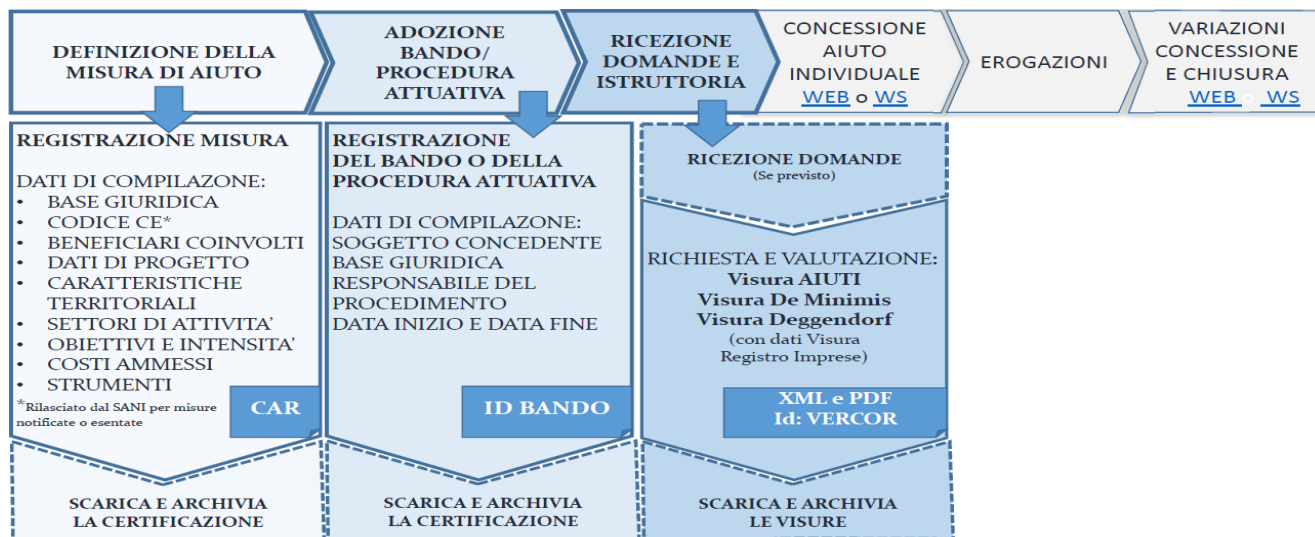 DEFINIZIONE DELLA
MISURA DI AIUTO
ADOZIONE
BANDO/
PROCEDURA
ATTUATIVA
RICEZIONE
DOMANDE E
ISTRUTTORIA
CONCESSIONE
AIUTO
INDIVIDUALE
WEB o WS
EROGAZIONI
VARIAZIONI
CONCESSIONE
E CHIUSURA
WEB o WS
REGISTRAZIONE MISURA
DATI DI COMPILAZONE:
• BASE GIURIDICA
• CODICE CE*
• BENEFICIARI COINVOLTI
• DATI DI PROGETTO
• CARATTERISTICHE
TERRITORIALI
• SETTORI DI ATTIVITA’
• OBIETTIVI E INTENSITA’
• COSTI AMMESSI
• STRUMENTI
*Rilasciato dal SANI per misure
notificate o esentate
CAR
SCARICA E ARCHIVIA
LA CERTIFICAZIONE
REGISTRAZIONE
DEL BANDO O DELLA
PROCEDURA ATTUATIVA
DATI DI COMPILAZONE:
SOGGETTO CONCEDENTE
BASE GIURIDICA
RESPONSABILE DEL
PROCEDIMENTO
DATA INIZIO E DATA FINE
ID BANDO
SCARICA E ARCHIVIA
LA CERTIFICAZIONE
RICEZIONE DOMANDE
(Se previsto)
RICHIESTA E VALUTAZIONE:
Visura AIUTI
Visura De Minimis
Visura Deggendorf
(con dati Visura
Registro Imprese)
XML e PDF
Id: VERCOR
SCARICA E ARCHIVIA
LE VISURE